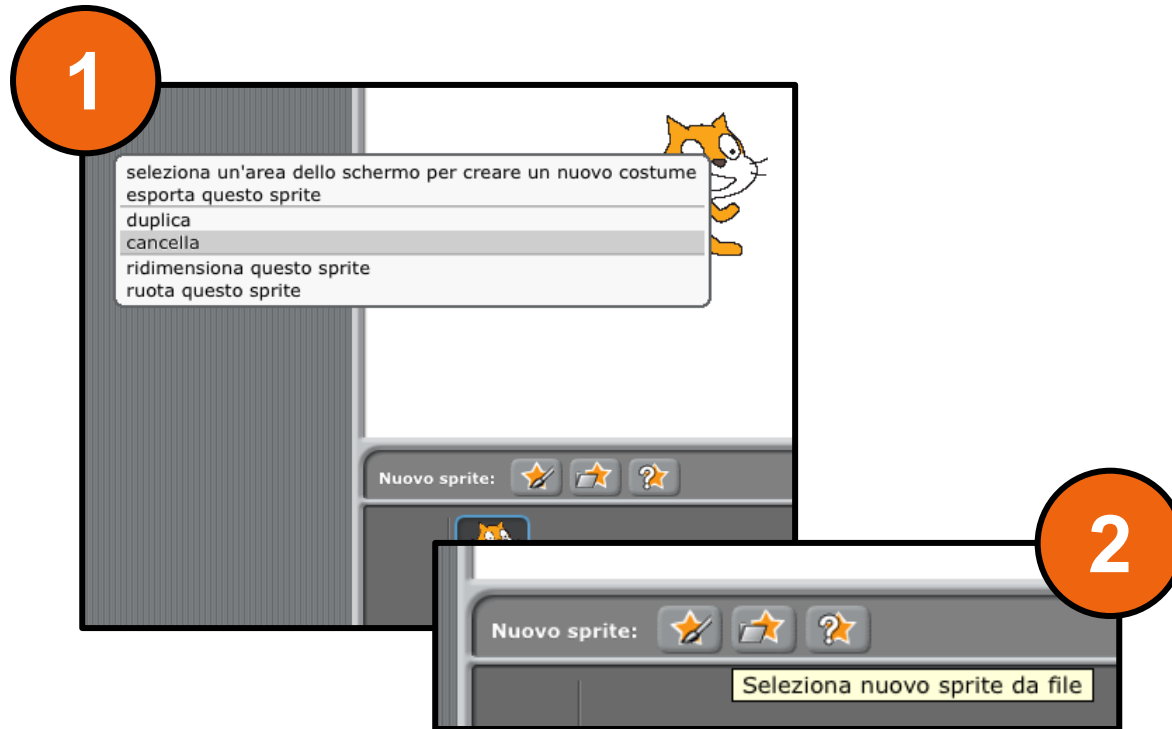 1
seleziona un'area dello schermo per creare un nuovo costume
esporta questo sprite
duplica
cancella
ridimensiona questo sprite
ruota questo sprite
Nuovo sprite:
2
Nuovo sprite:
Seleziona nuovo sprite da file